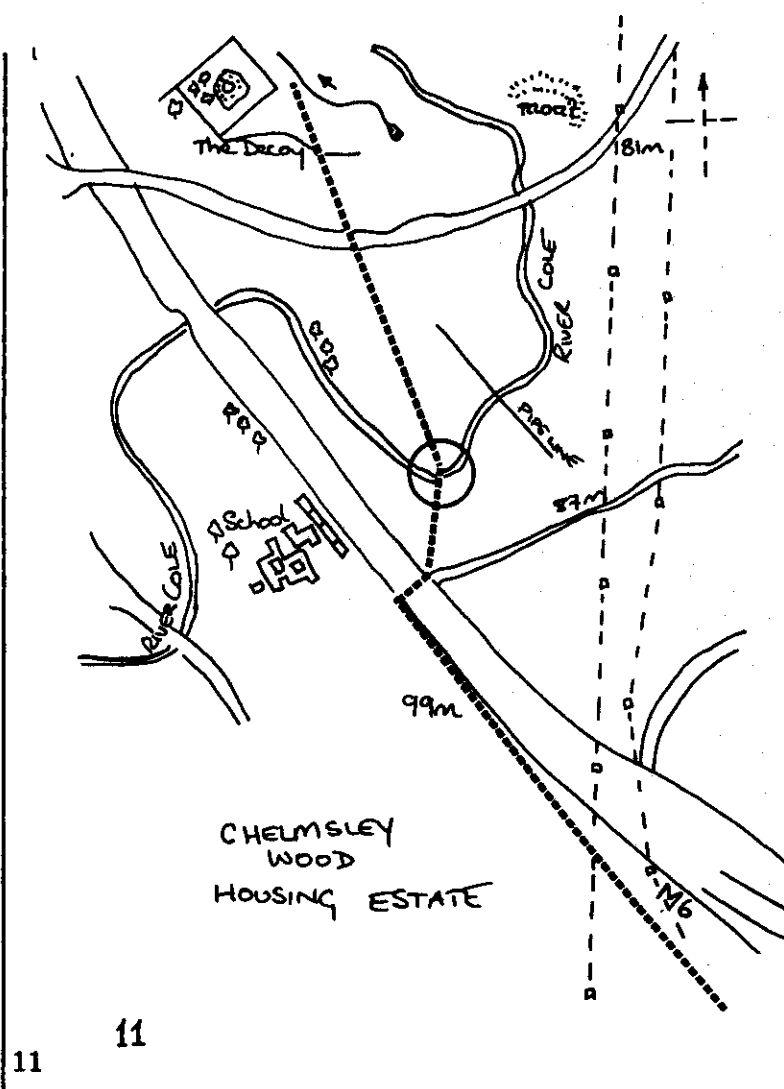 moat
The Decoy
181m
RIVER COLE
PIPE LINE
87m
School
RIVER COLE
99m
CHELMSLEY
WOOD
HOUSING ESTATE
M6
11
11